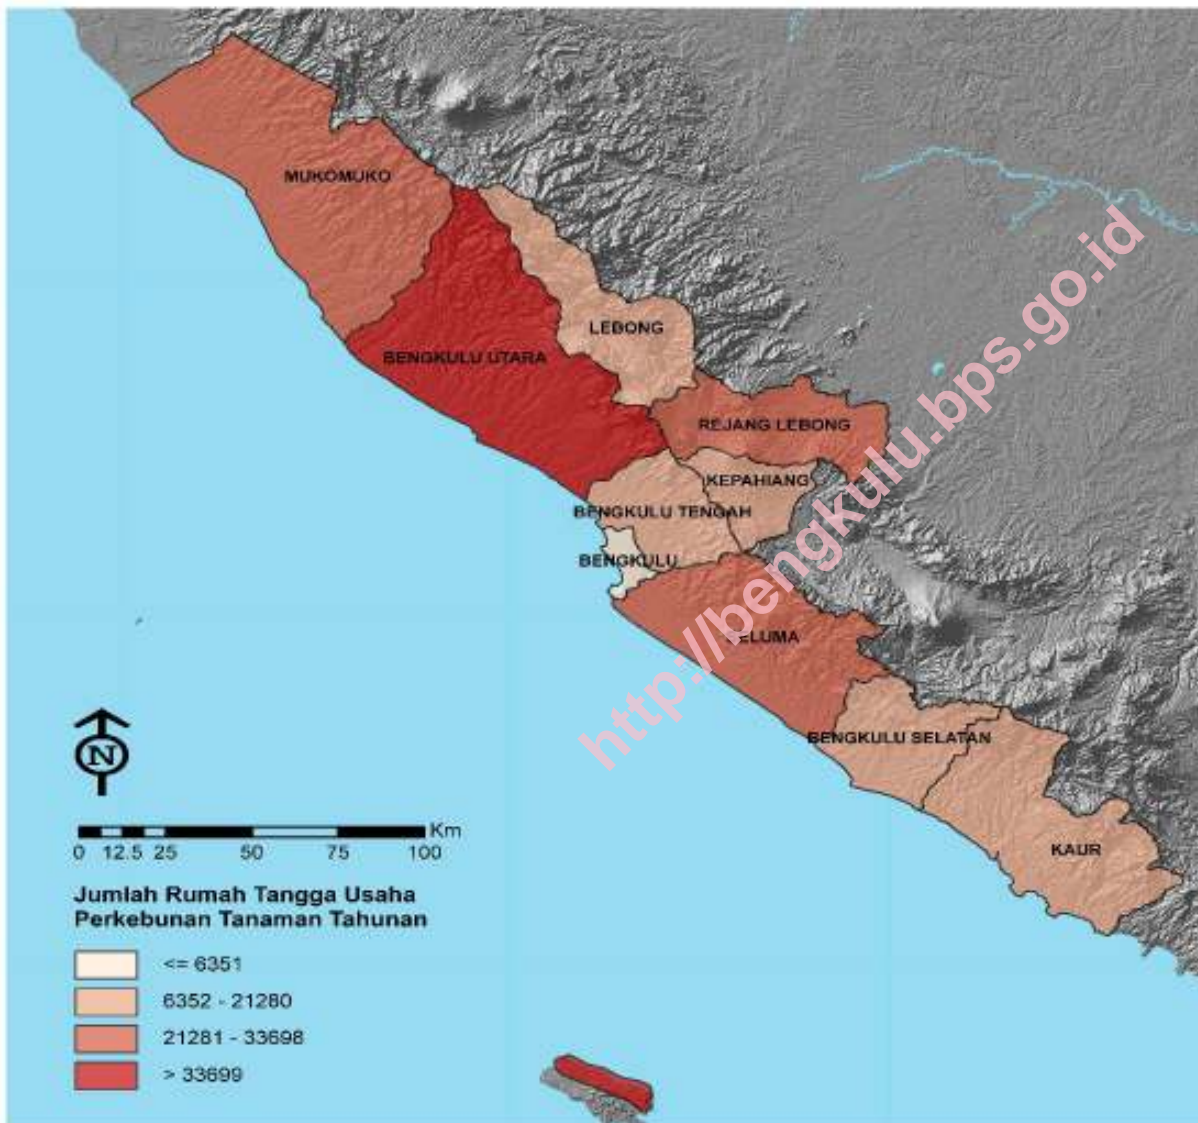 MUKOMUKO
LEBONG
BENGKULU UTARA
REJANG LEBONG
KEPAHIANG
BENGKULU TENGAH
BENGKULU
SELUMA
BENGKULU SELATAN
KAUR
http://bengkulu.bps.go.id
N
Km
0 12.5 25 50 75 100
Jumlah Rumah Tangga Usaha
Perkebunan Tanaman Tahunan
<= 6351
6352 - 21280
21281 - 33698
> 33699